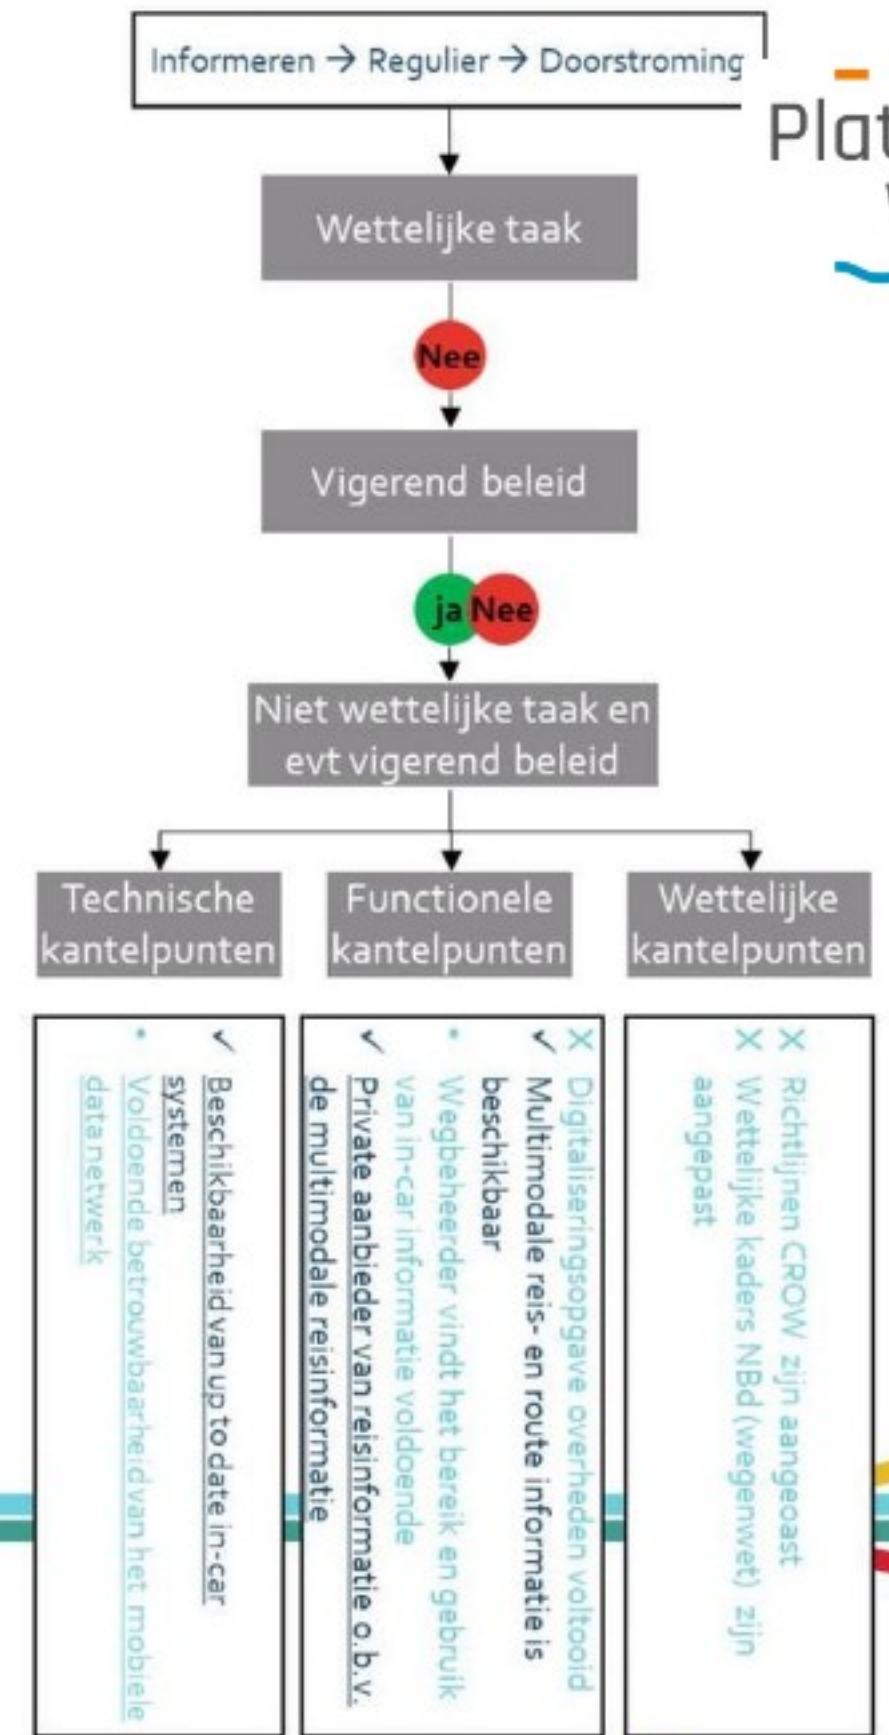 Informeren → Regulier → Doorstroming
Plat
Wettelijke taak
Nee
Vigerend beleid
ja Nee
Niet wettelijke taak en
evt vigerend beleid
Technische
kantelpunten
Functionele
kantelpunten
Wettelijke
kantelpunten
✓ Beschikbaarheid van up to date in-car
systemen
• Voldoende betrouwbaarheid van het mobiele
datanetwerk
X Digitaliseringsopgave overheden voltooid
✓ Multimodale reis- en route informatie is
beschikbaar
• Wegbeheerder vindt het bereik en gebruik
van in-car informatie voldoende
✓ Private aanbieder van reisinformatie o.b.v.
de multimodale reisinformatie
X Richtlijnen CROW zijn aangeoast
X Wettelijke kaders NBd (wegenwet) zijn
aangepast